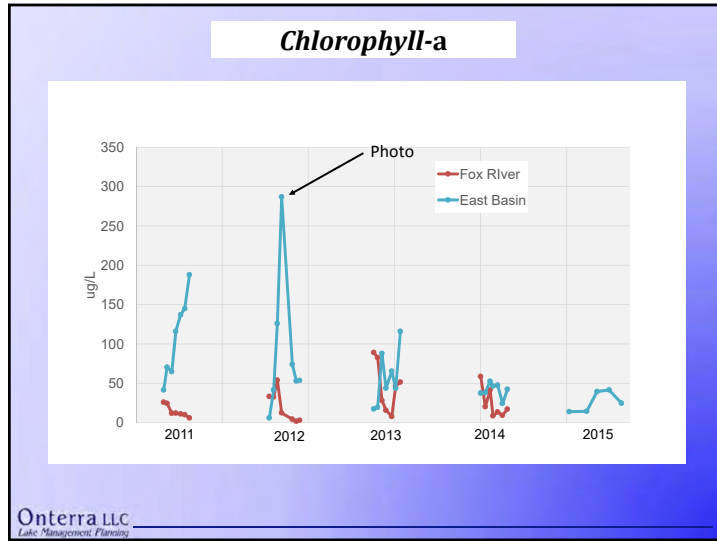 Chlorophyll-a
Photo
350
300
250
200
150
100
50
0
ug/L
Fox RIver
East Basin
2011 2012 2013 2014 2015
Onterra LLC
Lake Management Planning